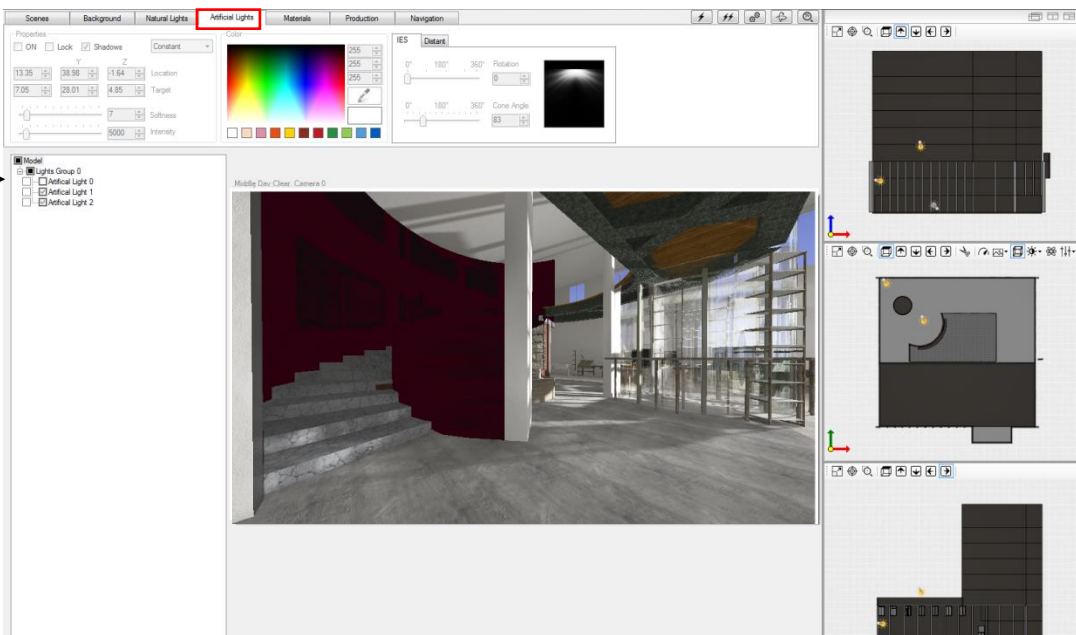 Scenes Background Natural Lights Artificial Lights Materials Production Navigation
Properties
ON Lock Shadows Constant
Y Z
13.35 38.98 -1.64 Location
7.05 28.01 4.85 Target
7 Softness
5000 Intensity
Color
255
255
255
IES Distant
0° 180° 360° Rotation
0
0° 180° 360° Cone Angle
83
Model
Lights Group 0
Artifical Light 0
Artifical Light 1
Artifical Light 2
Middle Day Clear, Camera 0